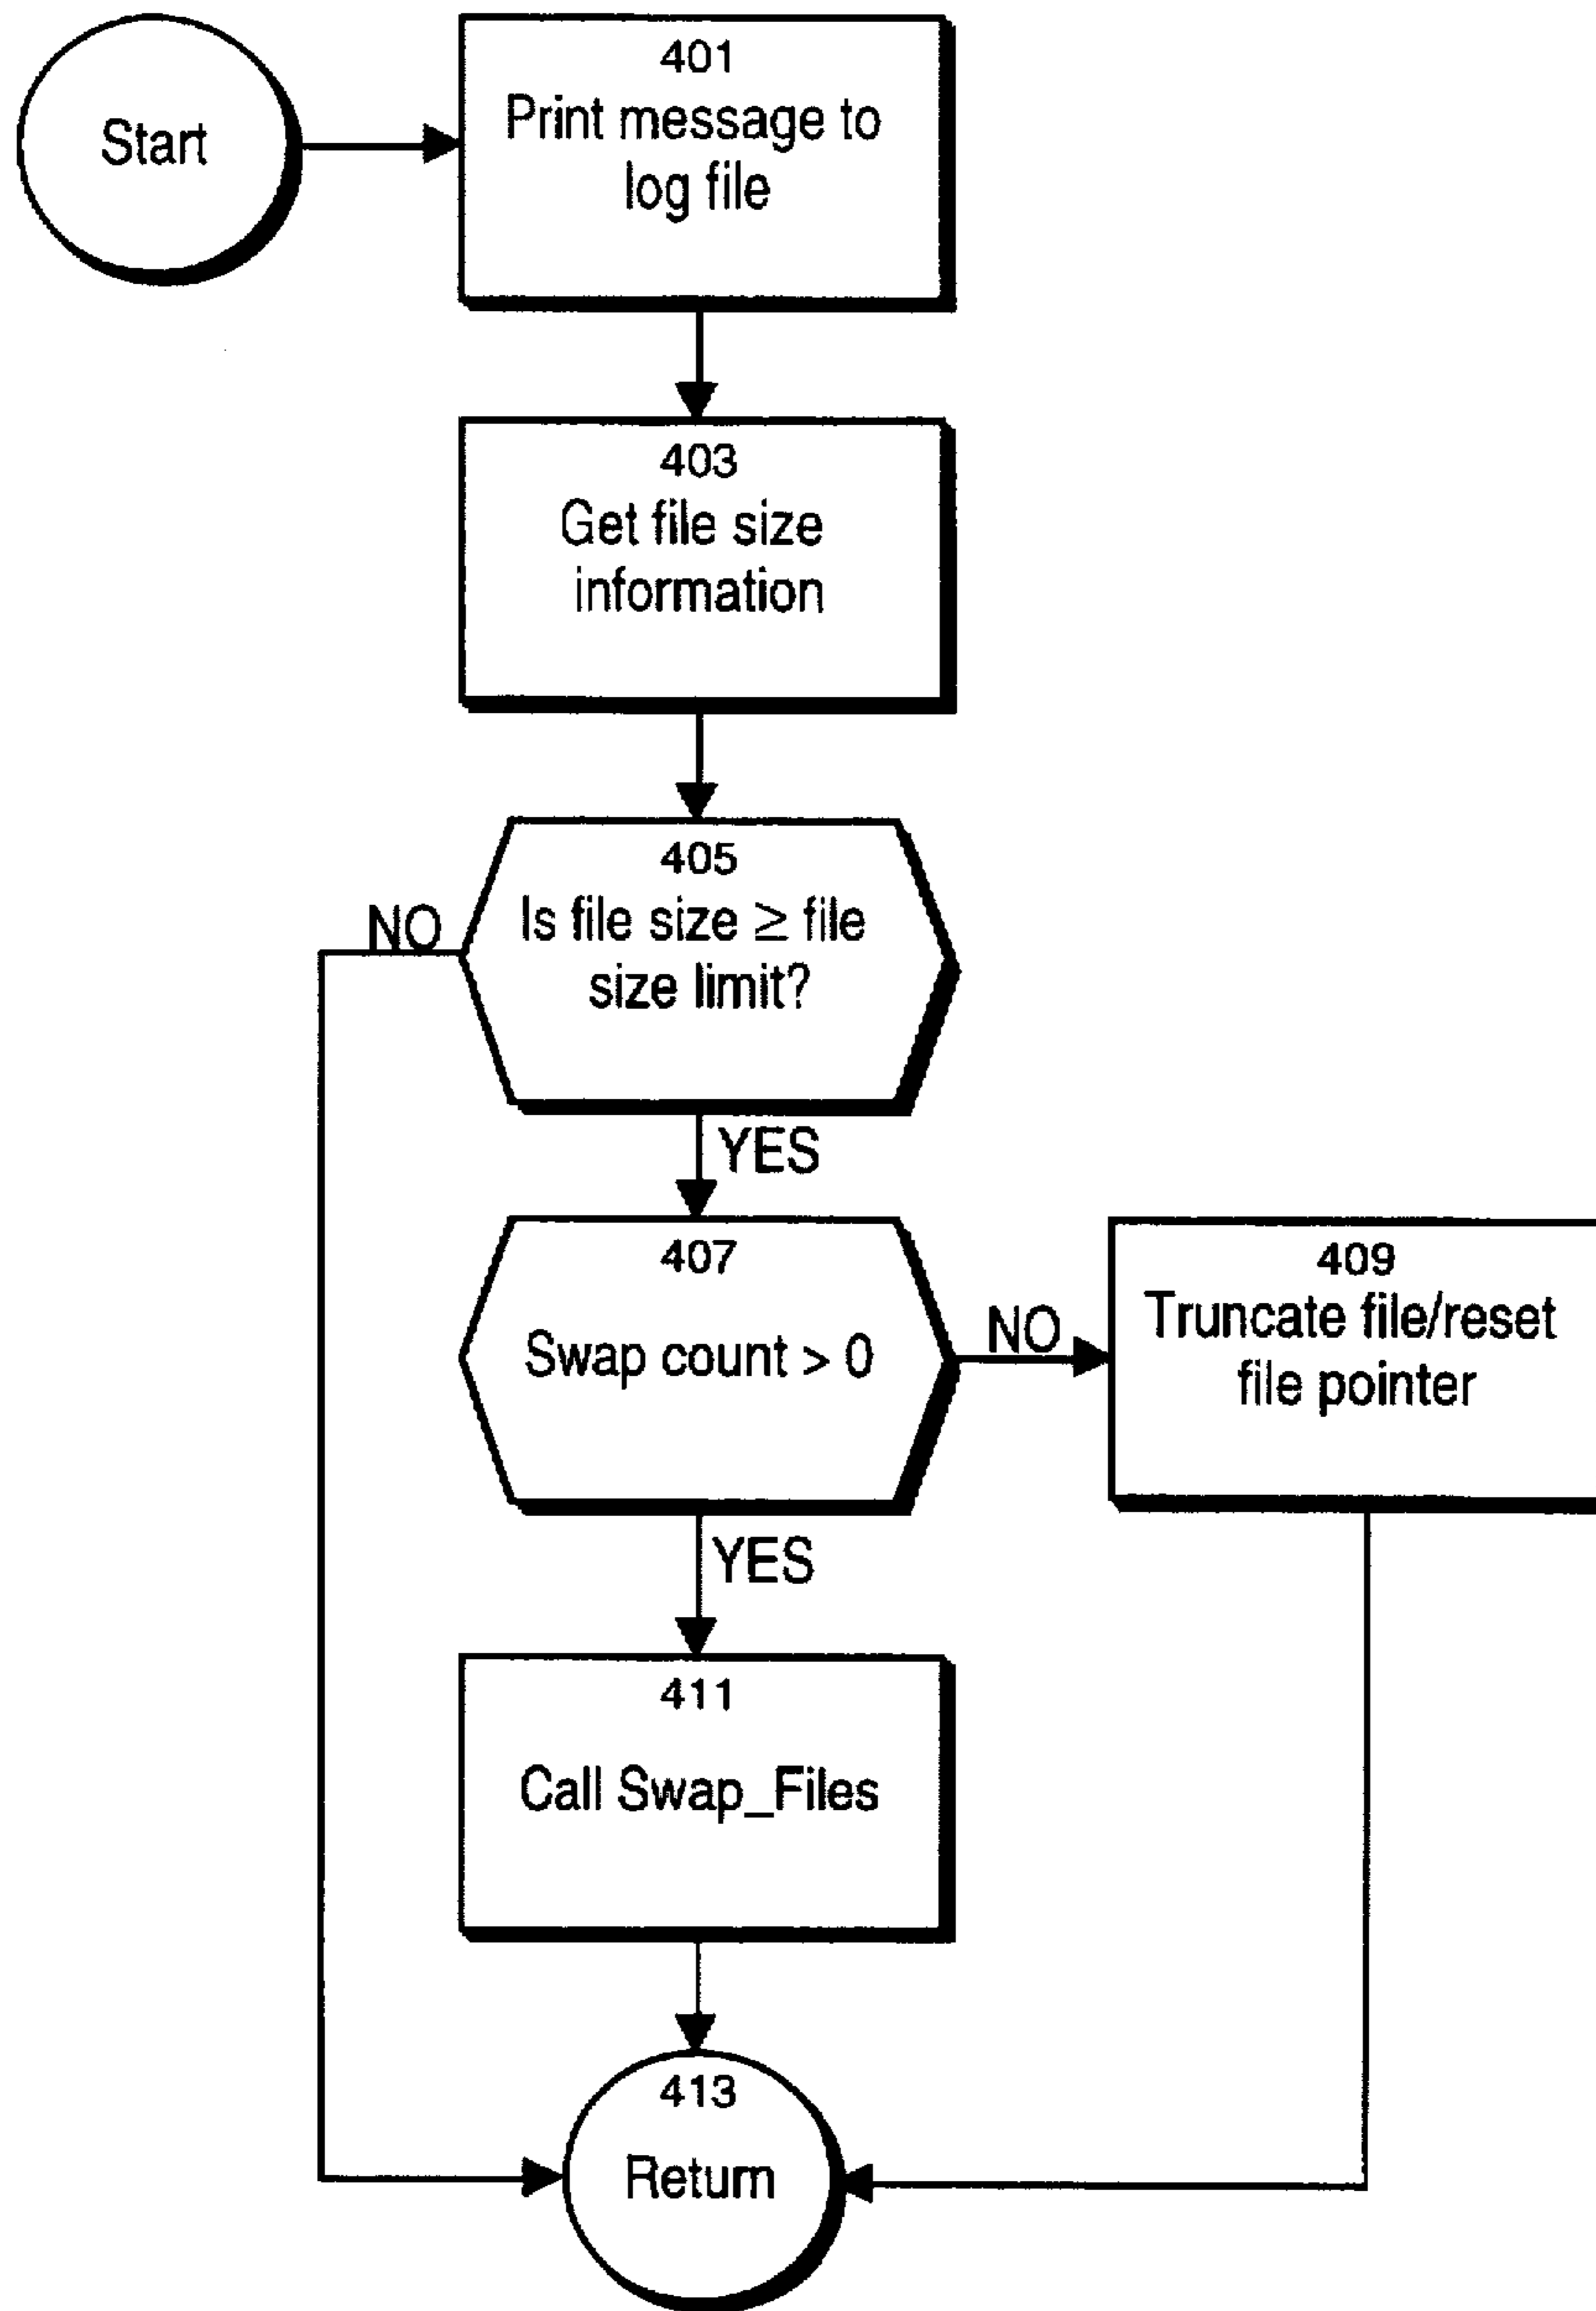 Start
401
Print message to
log file
403
Get file size
information
405
Is file size ≥ file
size limit?
NO
YES
407
Swap count > 0
NO
409
Truncate file/reset
file pointer
YES
411
Call Swap_Files
413
Return